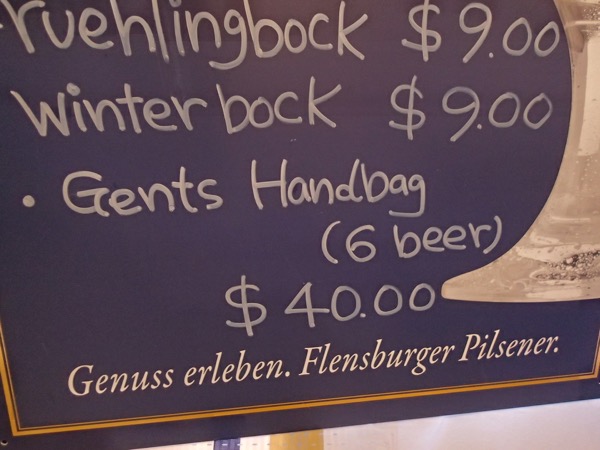 ruehlingbock $9.00
Winterbock $9.00
• Gents Handbag
(6 beer)
$40.00
Genuss erleben. Flensburger Pilsener.